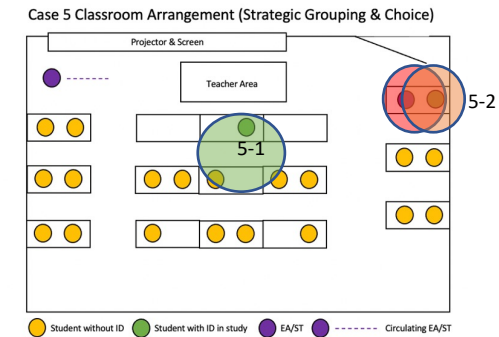 Case 5 Classroom Arrangement (Strategic Grouping & Choice)
Projector & Screen
Teacher Area
5-2
5-1
Student without ID
Student with ID in study
EA/ST
Circulating EA/ST